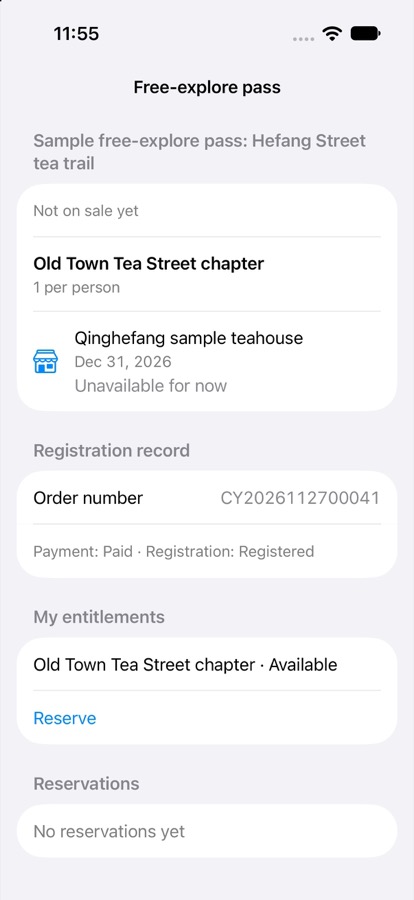 11:55
Free-explore pass
Sample free-explore pass: Hefang Street
tea trail
Not on sale yet
Old Town Tea Street chapter
1 per person
Qinghefang sample teahouse
Dec 31, 2026
Unavailable for now
Registration record
Order number CY2026112700041
Payment: Paid · Registration: Registered
My entitlements
Old Town Tea Street chapter · Available
Reserve
Reservations
No reservations yet